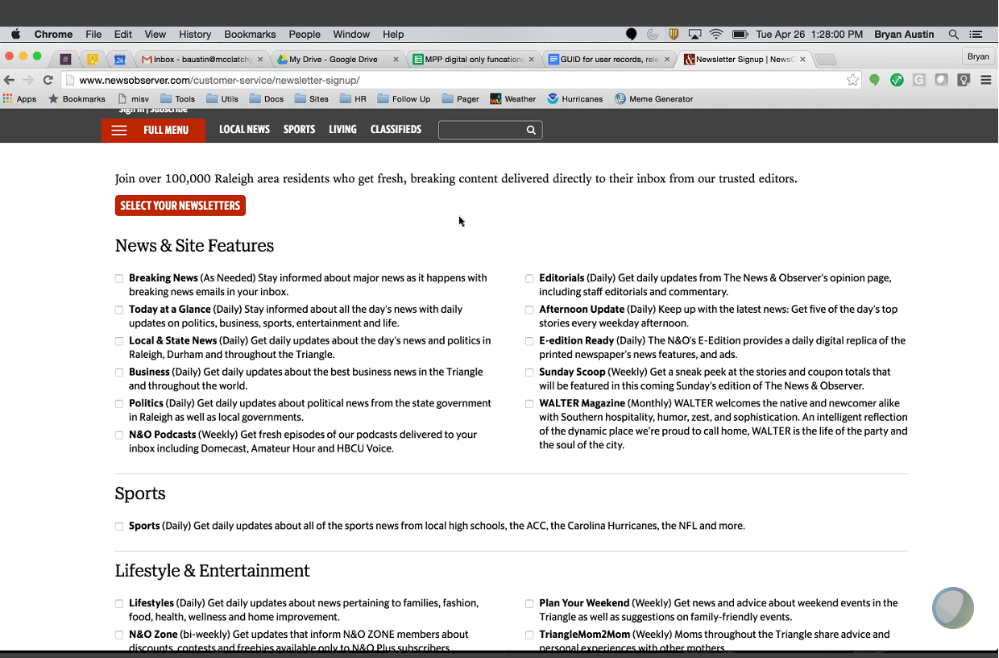 Chrome File Edit View History Bookmarks People Window Help Tue Apr 26 1:28:00 PM Bryan Austin
# 26 Inbox - baustin@mcclatchy My Drive - Google Drive MPP digital only funcation GUID for user records, rele Newsletter Signup | NewsO Bryan
www.newsobserver.com/customer-service/newsletter-signup/
Apps Bookmarks misv Tools Utils Docs Sites HR Follow Up Pager Weather Hurricanes Meme Generator
Sign In | Subscribe
FULL MENU LOCAL NEWS SPORTS LIVING CLASSIFIEDS
Join over 100,000 Raleigh area residents who get fresh, breaking content delivered directly to their inbox from our trusted editors.
SELECT YOUR NEWSLETTERS
News & Site Features
Breaking News (As Needed) Stay informed about major news as it happens with
breaking news emails in your inbox.
Today at a Glance (Daily) Stay informed about all the day's news with daily
updates on politics, business, sports, entertainment and life.
Local & State News (Daily) Get daily updates about the day's news and politics in
Raleigh, Durham and throughout the Triangle.
Business (Daily) Get daily updates about the best business news in the Triangle
and throughout the world.
Politics (Daily) Get daily updates about political news from the state government
in Raleigh as well as local governments.
N&O Podcasts (Weekly) Get fresh episodes of our podcasts delivered to your
inbox including Domecast, Amateur Hour and HBCU Voice.
Editorials (Daily) Get daily updates from The News & Observer's opinion page,
including staff editorials and commentary.
Afternoon Update (Daily) Keep up with the latest news: Get five of the day's top
stories every weekday afternoon.
E-edition Ready (Daily) The N&O's E-Edition provides a daily digital replica of the
printed newspaper's news features, and ads.
Sunday Scoop (Weekly) Get a sneak peek at the stories and coupon totals that
will be featured in this coming Sunday's edition of The News & Observer.
WALTER Magazine (Monthly) WALTER welcomes the native and newcomer alike
with Southern hospitality, humor, zest, and sophistication. An intelligent reflection
of the dynamic place we're proud to call home, WALTER is the life of the party and
the soul of the city.
Sports
Sports (Daily) Get daily updates about all of the sports news from local high schools, the ACC, the Carolina Hurricanes, the NFL and more.
Lifestyle & Entertainment
Lifestyles (Daily) Get daily updates about news pertaining to families, fashion,
food, health, wellness and home improvement.
N&O Zone (bi-weekly) Get updates that inform N&O ZONE members about
discounts, contests and freebies available only to N&O Plus subscribers.
Plan Your Weekend (Weekly) Get news and advice about weekend events in the
Triangle as well as suggestions on family-friendly events.
TriangleMom2Mom (Weekly) Moms throughout the Triangle share advice and
personal experiences with other mothers.